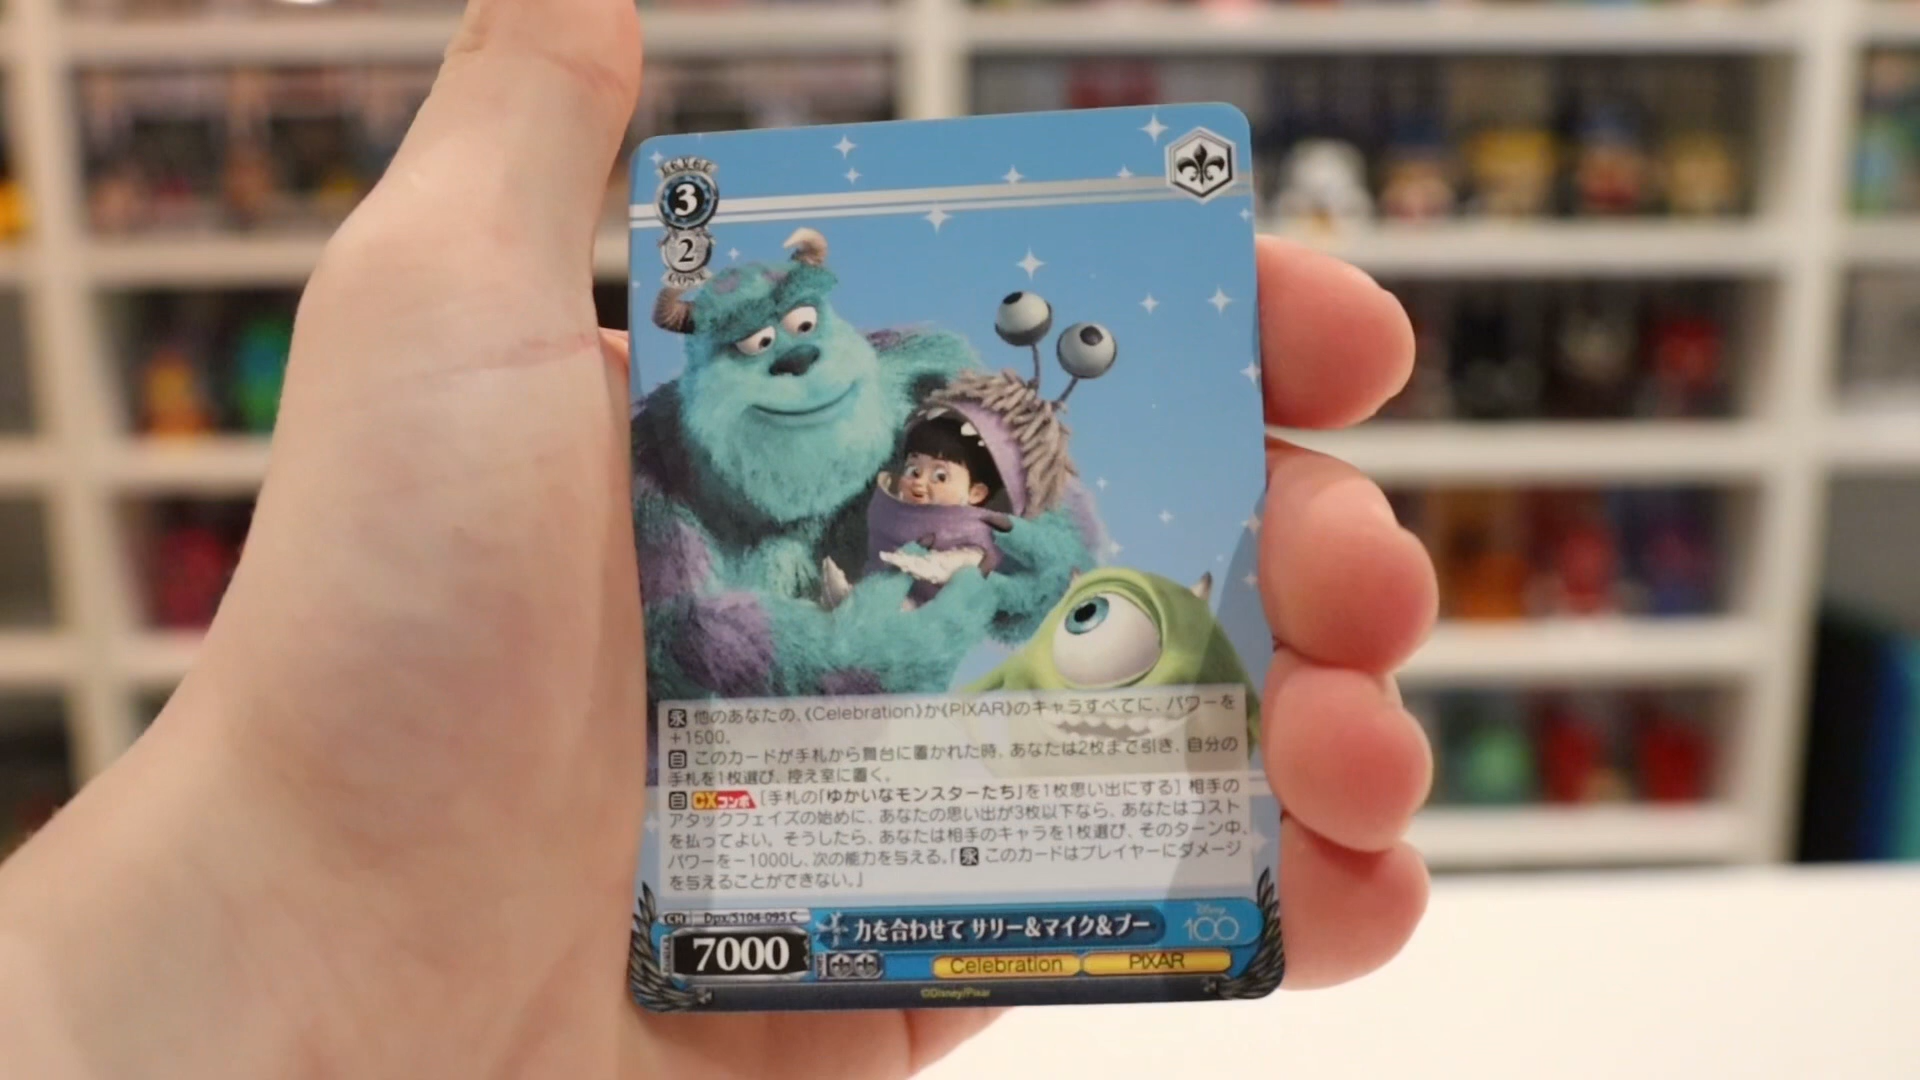 LEVEL
3
2
COST
永 他のあなたの、《Celebration》か《PIXAR》のキャラすべてに、パワーを
+1500。
自 このカードが手札から舞台に置かれた時、あなたは2枚まで引き、自分の
手札を1枚選び、控え室に置く。
自 CXコンボ [手札の「ゆかいなモンスターたち」を1枚思い出にする] 相手の
アタックフェイズの始めに、あなたの思い出が3枚以下なら、あなたはコスト
を払ってよい。そうしたら、あなたは相手のキャラを1枚選び、そのターン中、
パワーを-1000し、次の能力を与える。『永 このカードはプレイヤーにダメージ
を与えることができない。』
CH Dpx/S104-095 C
力を合わせて サリー&マイク&ブー
Disney 100
7000
Celebration PIXAR
©Disney/Pixar